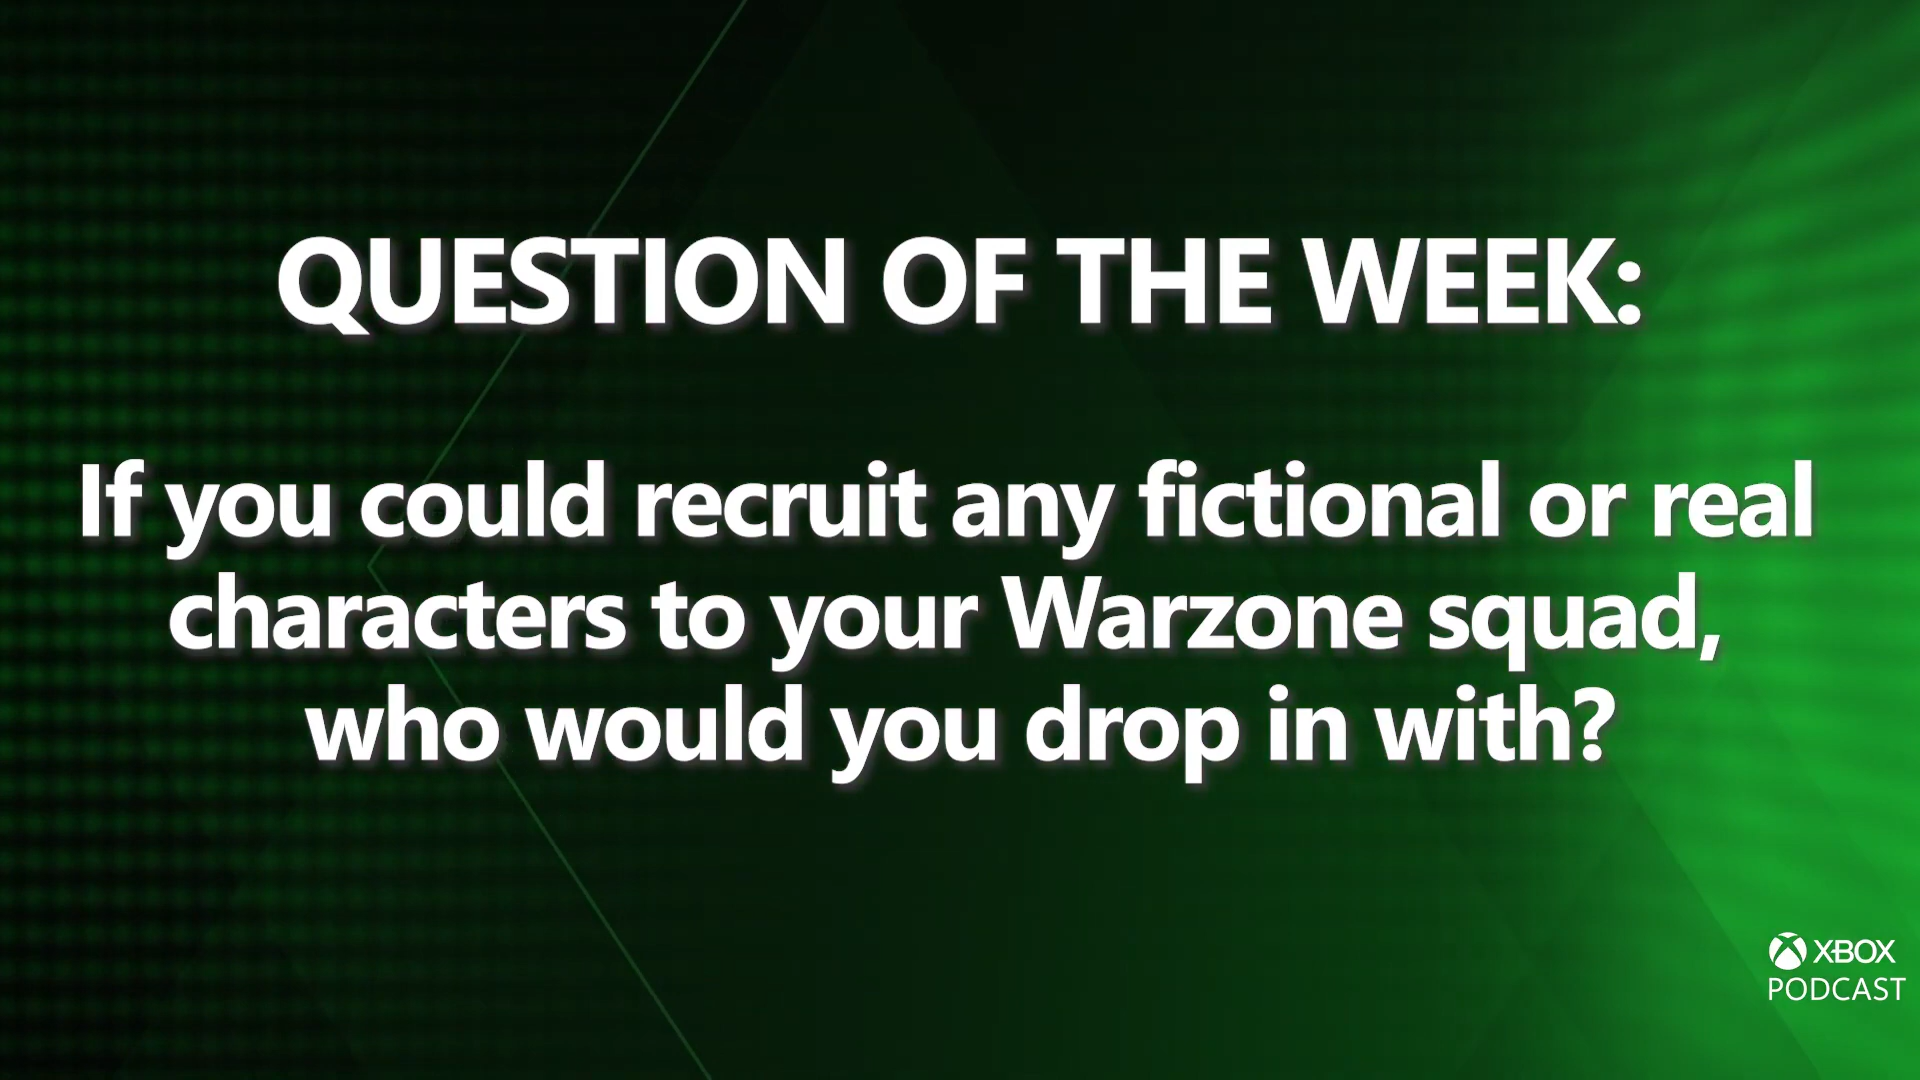 QUESTION OF THE WEEK:
If you could recruit any fictional or real
characters to your Warzone squad,
who would you drop in with?
XBOX
PODCAST